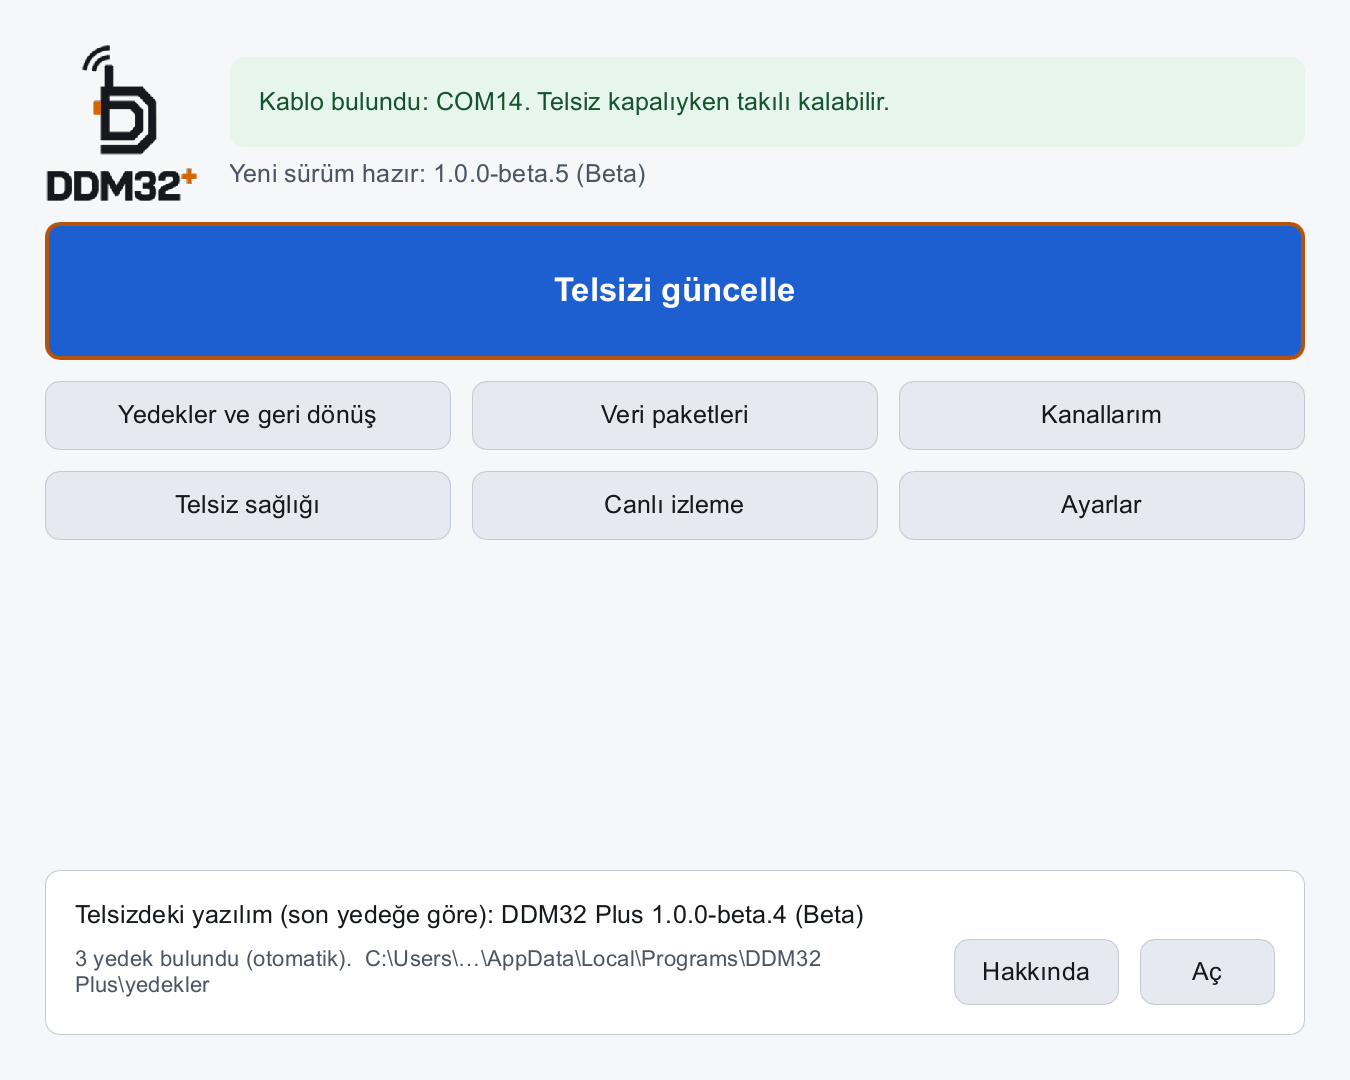 DDM32+
Kablo bulundu: COM14. Telsiz kapalıyken takılı kalabilir.
Yeni sürüm hazır: 1.0.0-beta.5 (Beta)
Telsizi güncelle
Yedekler ve geri dönüş
Veri paketleri
Kanallarım
Telsiz sağlığı
Canlı izleme
Ayarlar
Telsizdeki yazılım (son yedeğe göre): DDM32 Plus 1.0.0-beta.4 (Beta)
3 yedek bulundu (otomatik).  C:\Users\…\AppData\Local\Programs\DDM32
Plus\yedekler
Hakkında
Aç